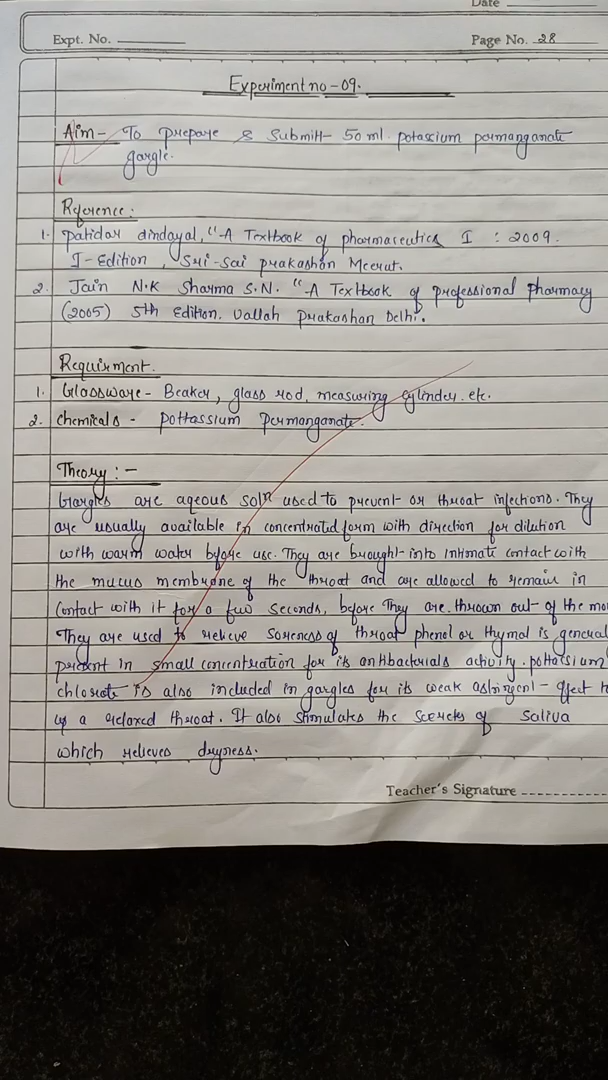 Date
Expt. No.
Page No. 28
Experiment no - 09.
Aim - To prepare & Submitt 50 ml. potassium permanganate
gargle.
Reference :
1. patidar dindayal, "A Textbook of pharmaceutics I : 2009.
I - Edition, Sri - Sai prakashan Meerut.
2. Jain N.K Sharma S.N. "A Textbook of professional pharmacy
(2005) 5th Edition. Vallah prakashan Delhi.
Requirment.
1. Glassware - Beaker, glass rod, measuring cylinder. etc.
2. chemicals - pottassium permanganate.
Theory : -
Gargles are aqeous soln used to prevent or throat infections. They
are usually available in concentrated form with direction for dilution
with warm water before use. They are brought into intimate contact with
the mucus membrane of the throat and are allowed to remain in
Contact with it for a few seconds, before They are thrown out of the mo
They are used to relieve soreness of throat phenol or thymal is general
present in small concentration for its antibacterials activity. pottassium
chlorate is also included in gargles for its weak astringent - effect to
up a relaxed throat. It also stimulates the of Saliva
which relieves dryness.
Teacher's Signature